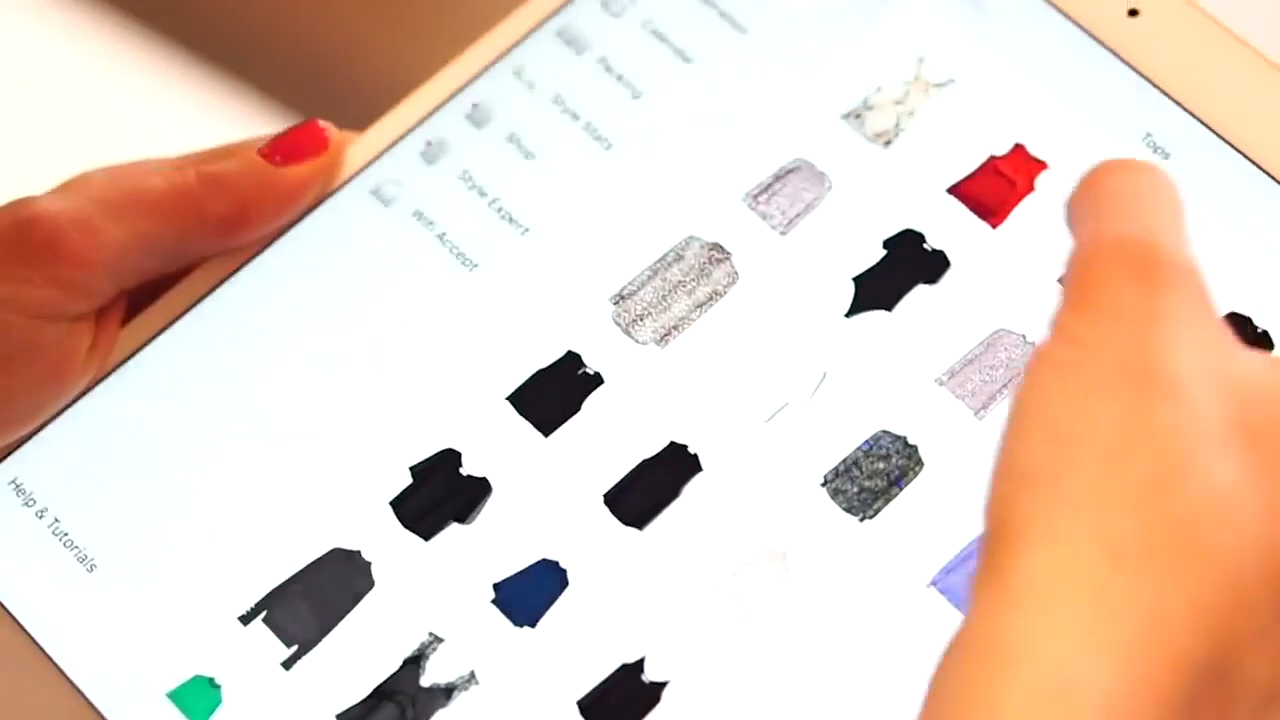 Calendar
Packing
Style Stats
Shop
Style Expert
Wifi Accept
Help & Tutorials
Tops